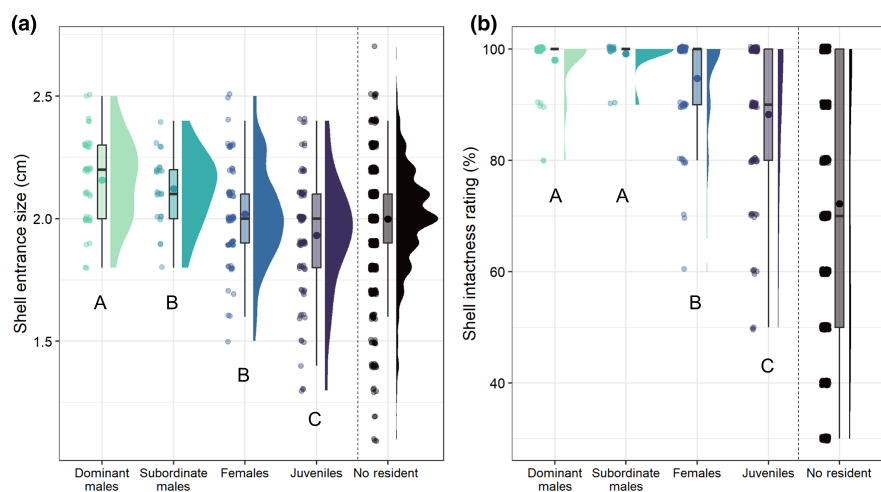 (a)
Shell entrance size (cm)
2.5
2.0
1.5
A
B
B
C
Dominant
males
Subordinate
males
Females
Juveniles
No resident
(b)
Shell intactness rating (%)
100
80
60
40
A
A
B
C
Dominant
males
Subordinate
males
Females
Juveniles
No resident